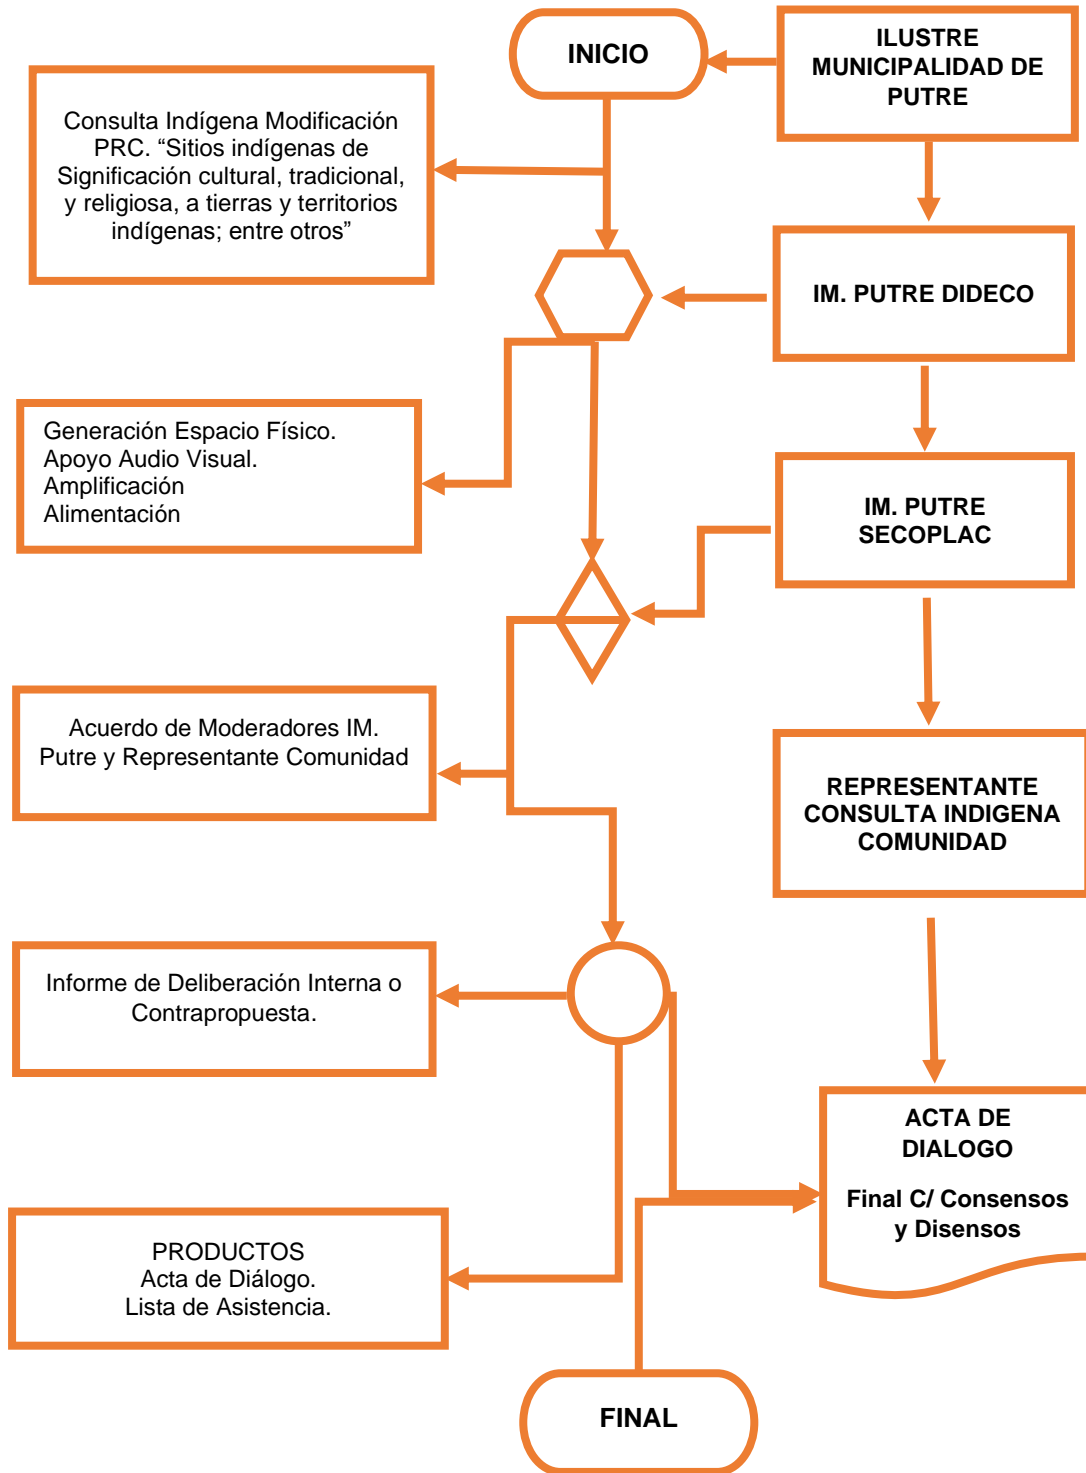 INICIO
ILUSTRE
MUNICIPALIDAD DE
PUTRE
Consulta Indígena Modificación
PRC. “Sitios indígenas de
Significación cultural, tradicional,
y religiosa, a tierras y territorios
indígenas; entre otros”
IM. PUTRE DIDECO
Generación Espacio Físico.
Apoyo Audio Visual.
Amplificación
Alimentación
IM. PUTRE
SECOPLAC
Acuerdo de Moderadores IM.
Putre y Representante Comunidad
REPRESENTANTE
CONSULTA INDIGENA
COMUNIDAD
Informe de Deliberación Interna o
Contrapropuesta.
ACTA DE
DIALOGO
Final C/ Consensos
y Disensos
PRODUCTOS
Acta de Diálogo.
Lista de Asistencia.
FINAL